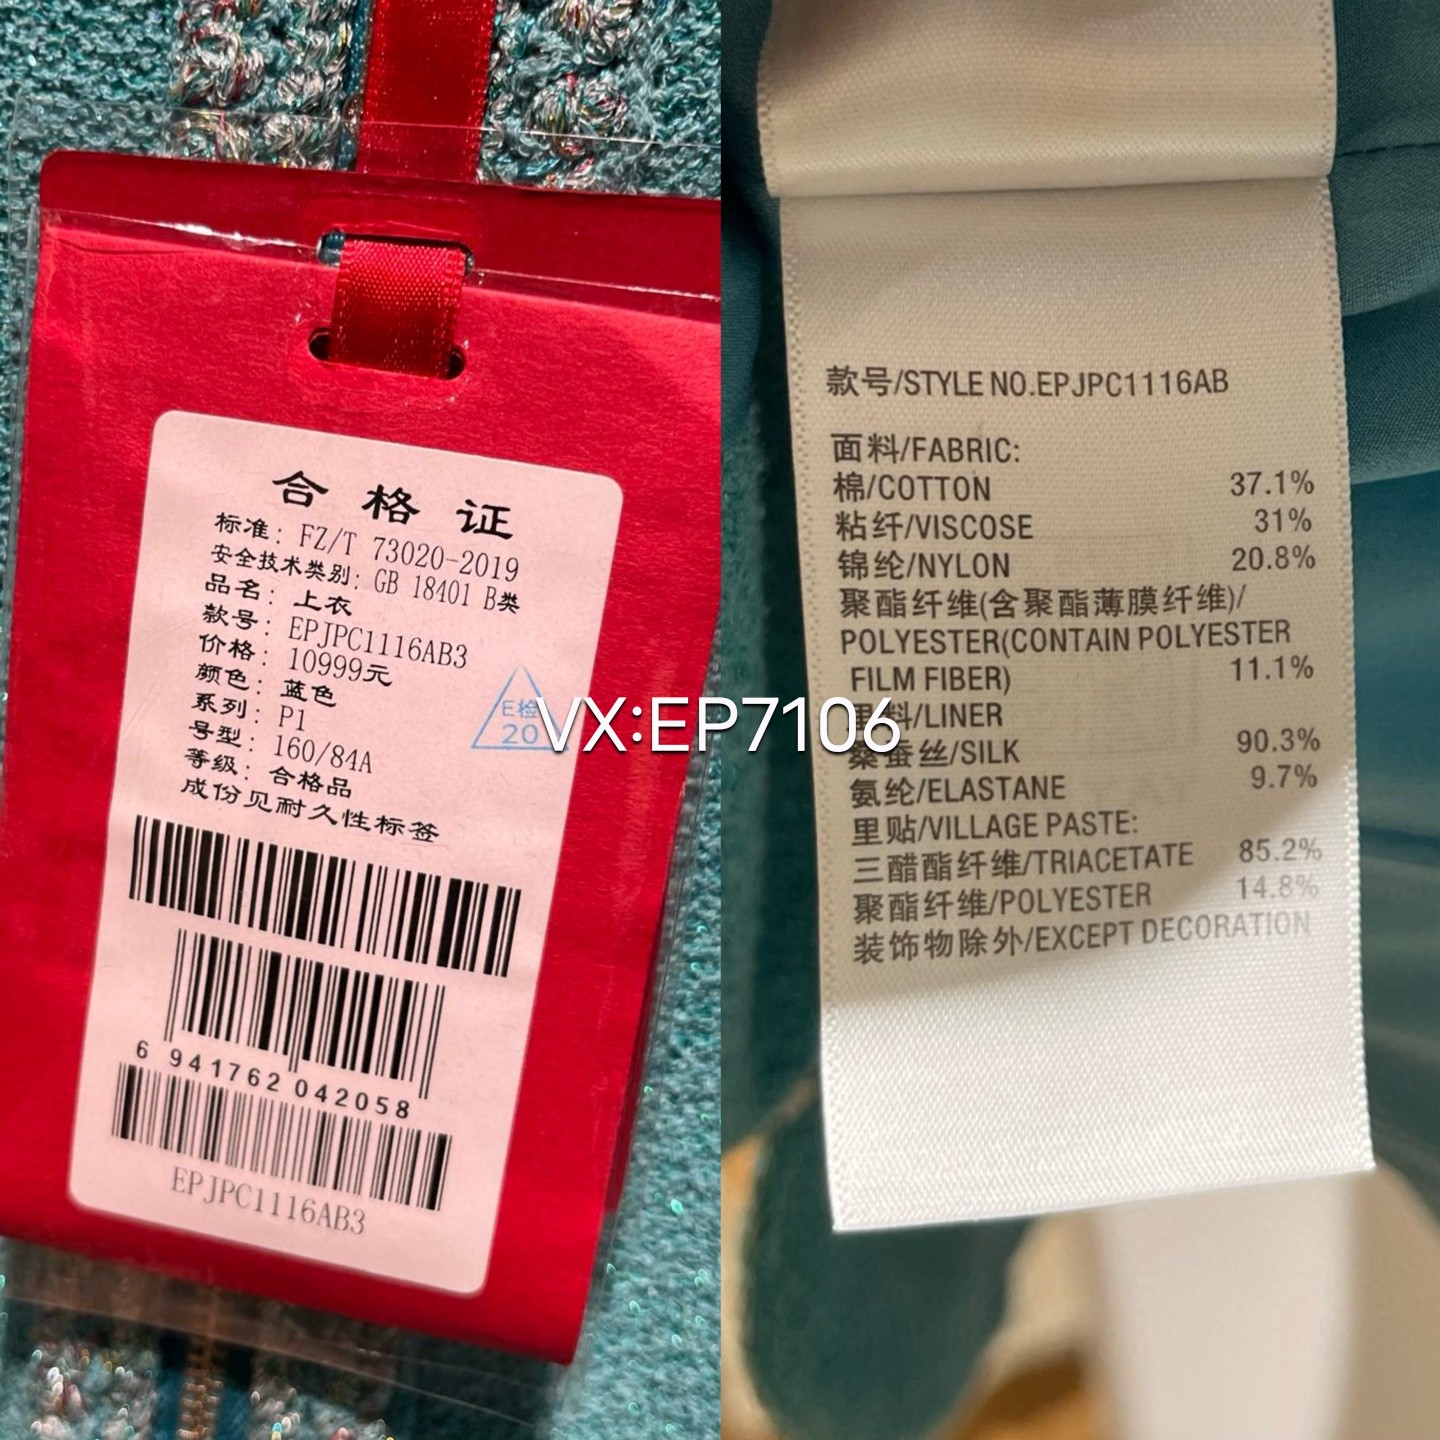 合格证
标准: FZ/T 73020-2019
安全技术类别: GB 18401 B类
品名: 上衣
款号: EPJPC1116AB3
价格: 10999元
颜色: 蓝色
系列: P1
号型: 160/84A
等级: 合格品
成份见耐久性标签
E检
20
6 941762 042058
EPJPC1116AB3
VX:EP7106
款号/STYLE NO.EPJPC1116AB
面料/FABRIC:
棉/COTTON 37.1%
粘纤/VISCOSE 31%
锦纶/NYLON 20.8%
聚酯纤维(含聚酯薄膜纤维)/
POLYESTER(CONTAIN POLYESTER
FILM FIBER) 11.1%
里料/LINER
桑蚕丝/SILK 90.3%
氨纶/ELASTANE 9.7%
里贴/VILLAGE PASTE:
三醋酯纤维/TRIACETATE 85.2%
聚酯纤维/POLYESTER 14.8%
装饰物除外/EXCEPT DECORATION